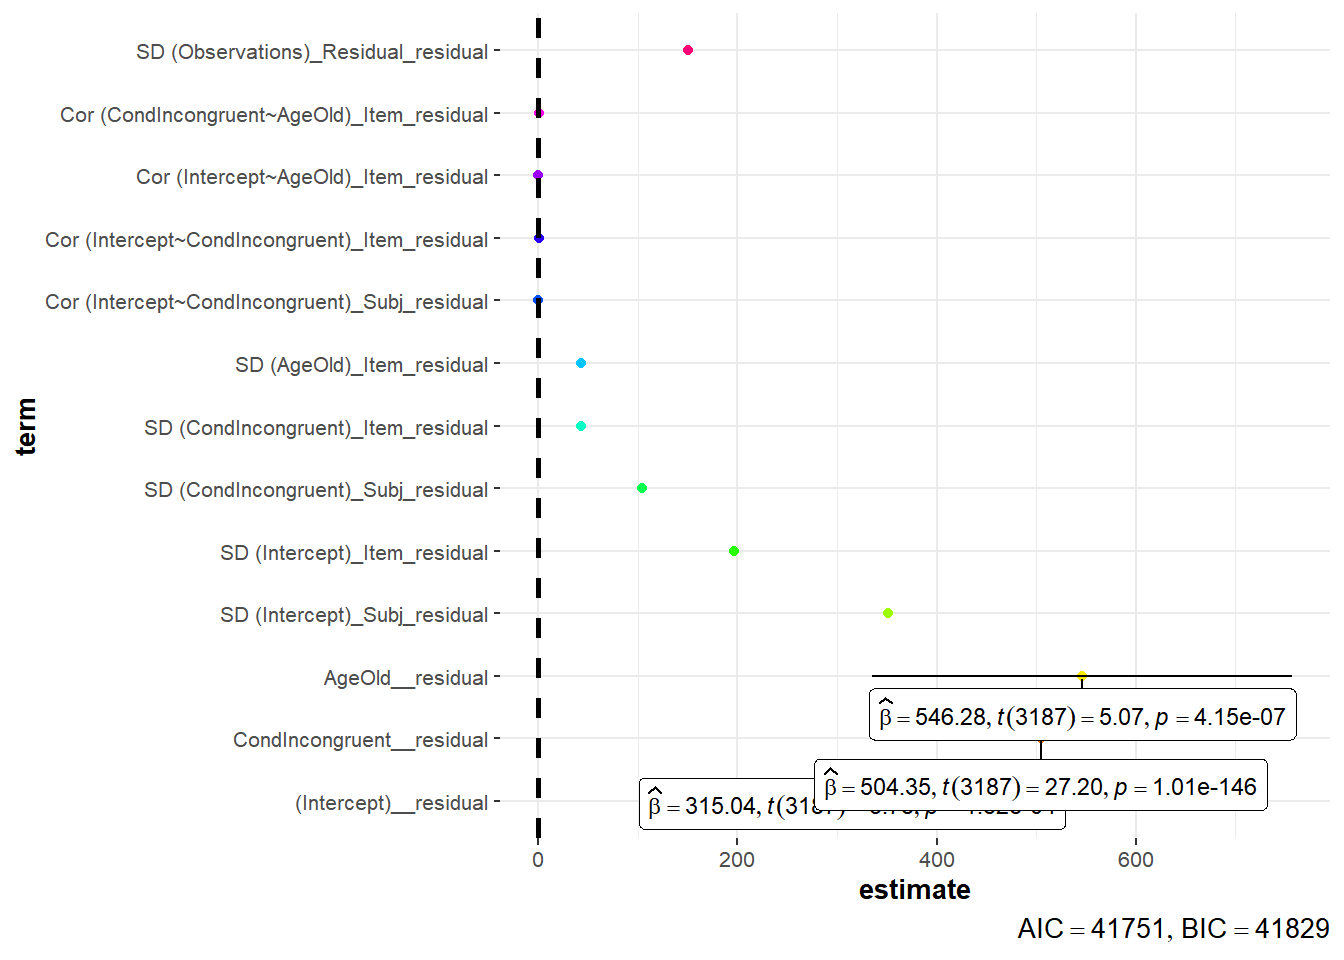 SD (Observations)_Residual_residual
Cor (CondIncongruent~AgeOld)_Item_residual
Cor (Intercept~AgeOld)_Item_residual
Cor (Intercept~CondIncongruent)_Item_residual
Cor (Intercept~CondIncongruent)_Subj_residual
SD (AgeOld)_Item_residual
SD (CondIncongruent)_Item_residual
SD (CondIncongruent)_Subj_residual
SD (Intercept)_Item_residual
SD (Intercept)_Subj_residual
AgeOld__residual
CondIncongruent__residual
(Intercept)__residual
term
β̂ = 546.28, t(3187) = 5.07, p = 4.15e-07
β̂ = 504.35, t(3187) = 27.20, p = 1.01e-146
β̂ = 315.04,
0 200 400 600
estimate
AIC = 41751, BIC = 41829